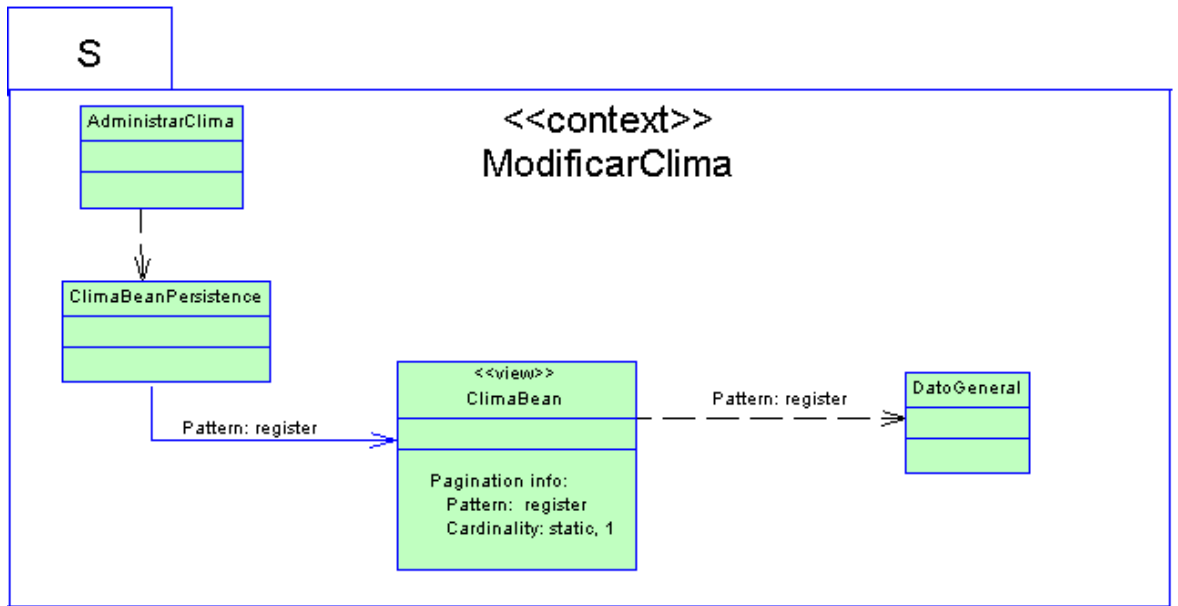 S
<<context>>
ModificarClima
AdministrarClima
ClimaBeanPersistence
Pattern: register
<<view>>
ClimaBean
Pagination info:
Pattern: register
Cardinality: static, 1
Pattern: register
DatoGeneral